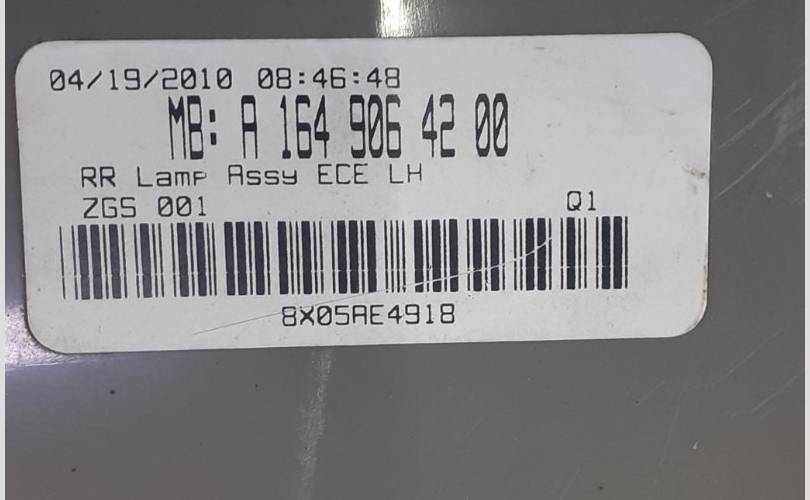 04/19/2010 08:46:48
MB: A 164 906 42 00
RR Lamp Assy ECE LH
ZGS 001 Q1
8X05AE4918